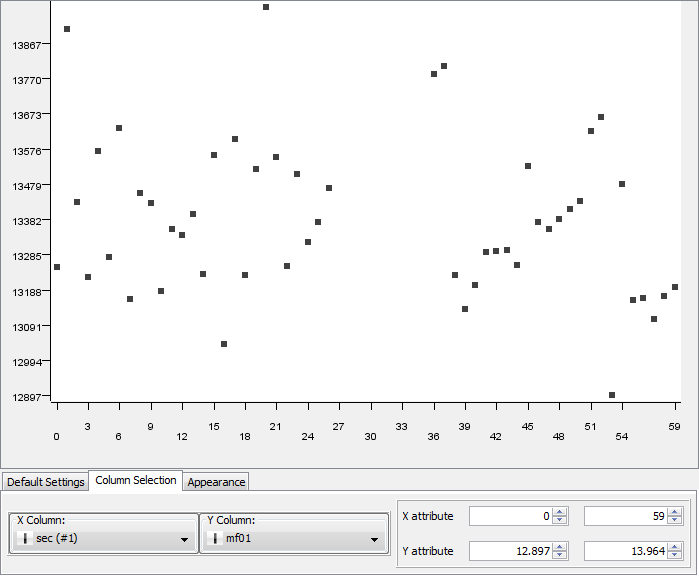 13867
13770
13673
13576
13479
13382
13285
13188
13091
12994
12897
0 3 6 9 12 15 18 21 24 27 30 33 36 39 42 45 48 51 54 59
Default Settings Column Selection Appearance
X Column: Y Column:
sec (#1) mf01
X attribute 0 59
Y attribute 12.897 13.964